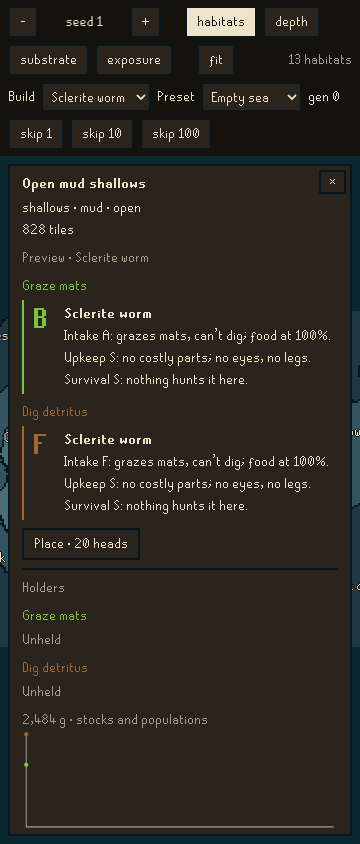 - seed 1 + habitats depth
substrate exposure fit 13 habitats
Build Sclerite worm Preset Empty sea gen 0
skip 1 skip 10 skip 100
Open mud shallows ×
shallows · mud · open
828 tiles
Preview · Sclerite worm
Graze mats
B Sclerite worm
Intake A: grazes mats, can't dig; food at 100%.
Upkeep S: no costly parts; no eyes, no legs.
Survival S: nothing hunts it here.
Dig detritus
F Sclerite worm
Intake F: grazes mats, can't dig; food at 100%.
Upkeep S: no costly parts; no eyes, no legs.
Survival S: nothing hunts it here.
Place · 20 heads
Holders
Graze mats
Unheld
Dig detritus
Unheld
2,484 g · stocks and populations